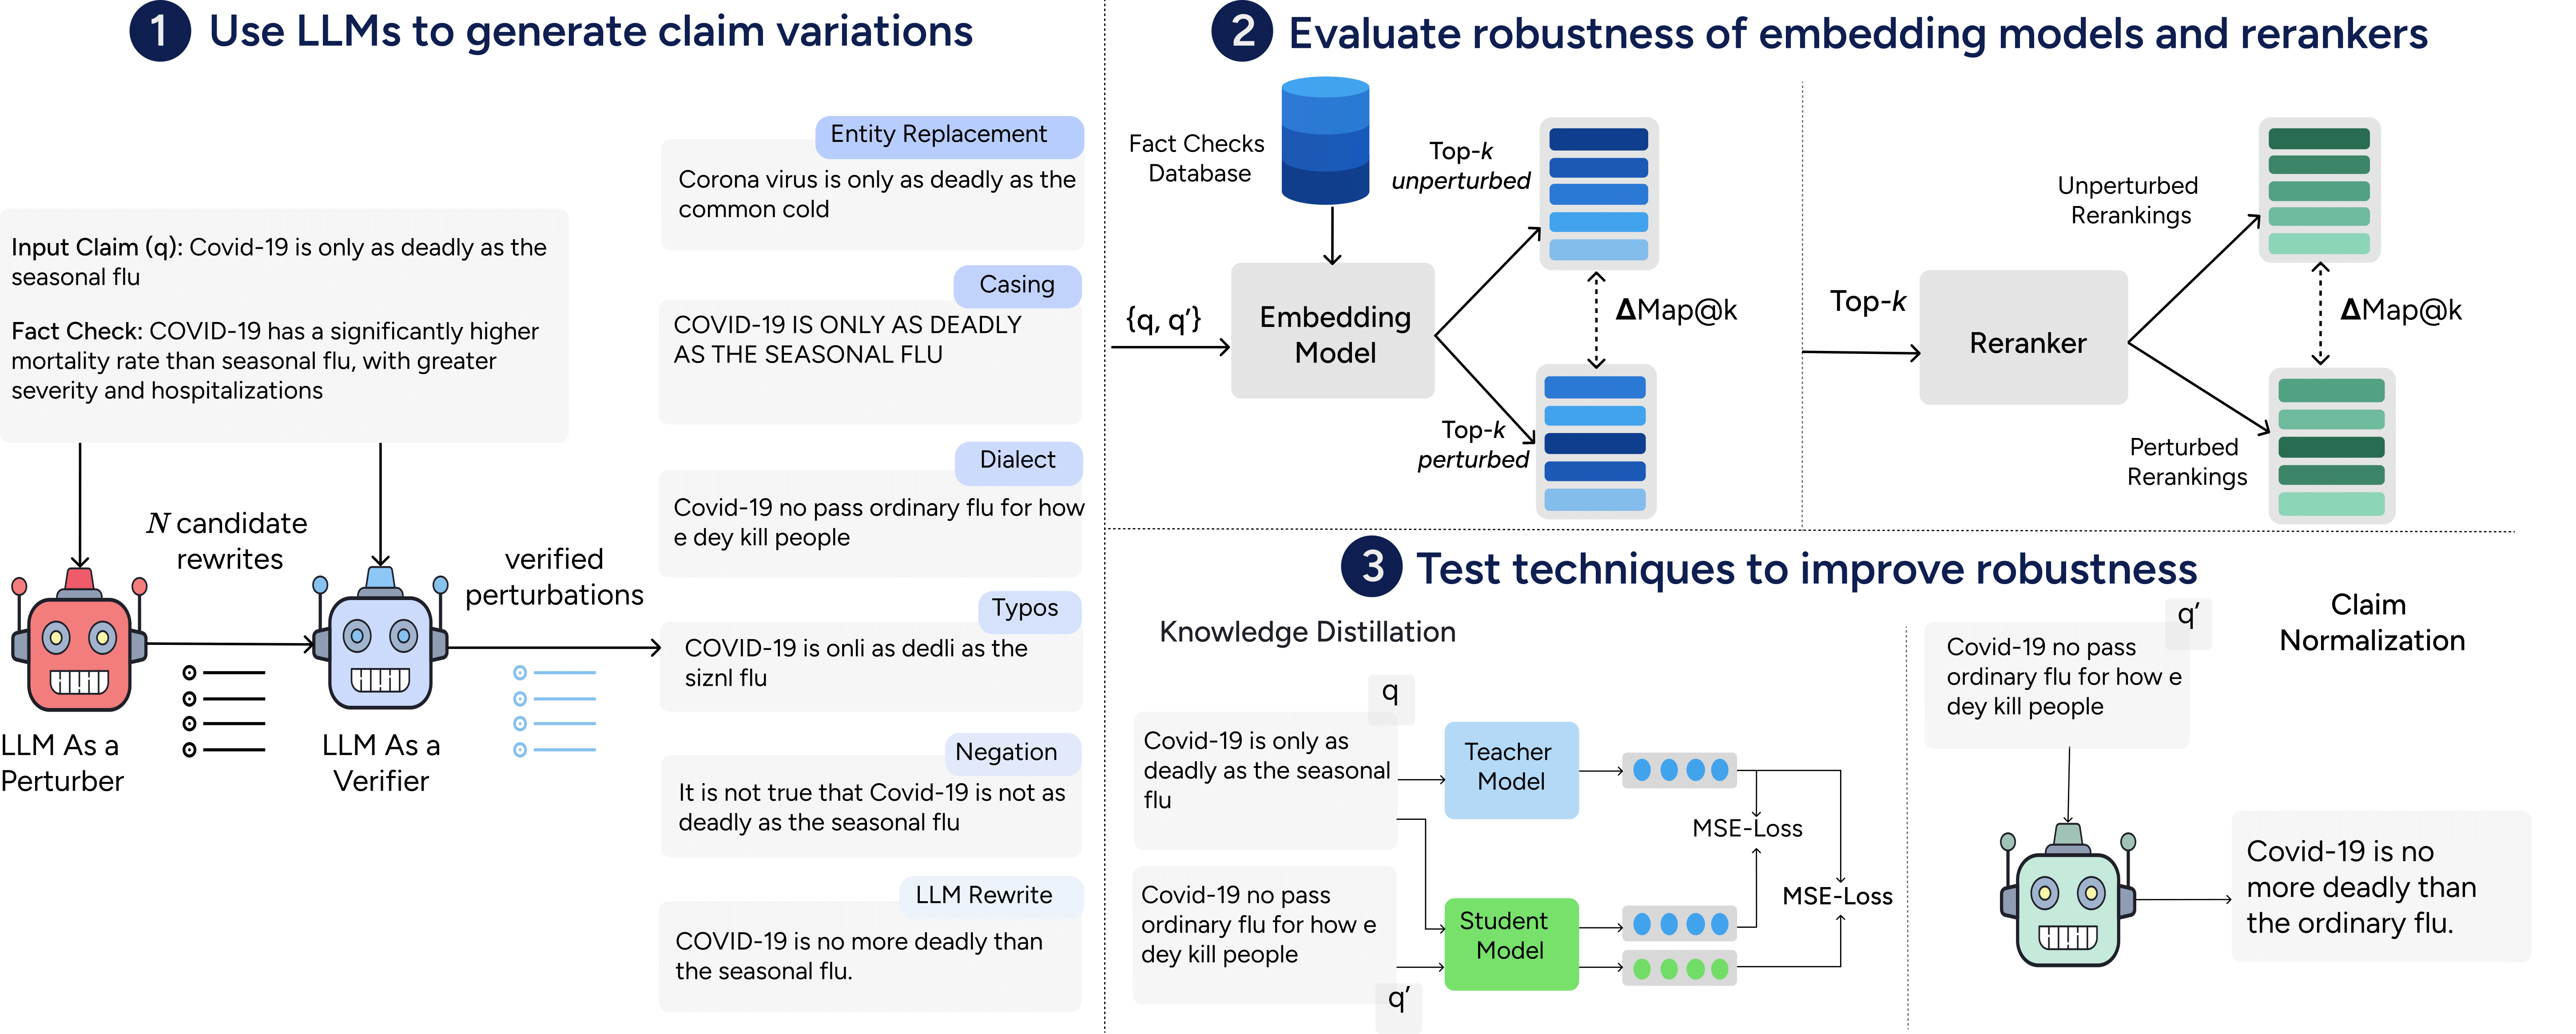 1 Use LLMs to generate claim variations
Input Claim (q): Covid-19 is only as deadly as the
seasonal flu
Fact Check: COVID-19 has a significantly higher
mortality rate than seasonal flu, with greater
severity and hospitalizations
N candidate
rewrites
verified
perturbations
LLM As a
Perturber
LLM As a
Verifier
Entity Replacement
Corona virus is only as deadly as the
common cold
Casing
COVID-19 IS ONLY AS DEADLY
AS THE SEASONAL FLU
Dialect
Covid-19 no pass ordinary flu for how
e dey kill people
Typos
COVID-19 is onli as dedli as the
siznl flu
Negation
It is not true that Covid-19 is not as
deadly as the seasonal flu
LLM Rewrite
COVID-19 is no more deadly than
the seasonal flu.
2 Evaluate robustness of embedding models and rerankers
Fact Checks
Database
{q, q’}
Embedding
Model
Top-k
unperturbed
ΔMap@k
Top-k
perturbed
Top-k
Reranker
Unperturbed
Rerankings
ΔMap@k
Perturbed
Rerankings
3 Test techniques to improve robustness
Knowledge Distillation
q
Covid-19 is only as
deadly as the seasonal
flu
Covid-19 no pass
ordinary flu for how e
dey kill people
q’
Teacher
Model
Student
Model
MSE-Loss
MSE-Loss
Claim
Normalization
q’
Covid-19 no pass
ordinary flu for how e
dey kill people
Covid-19 is no
more deadly than
the ordinary flu.